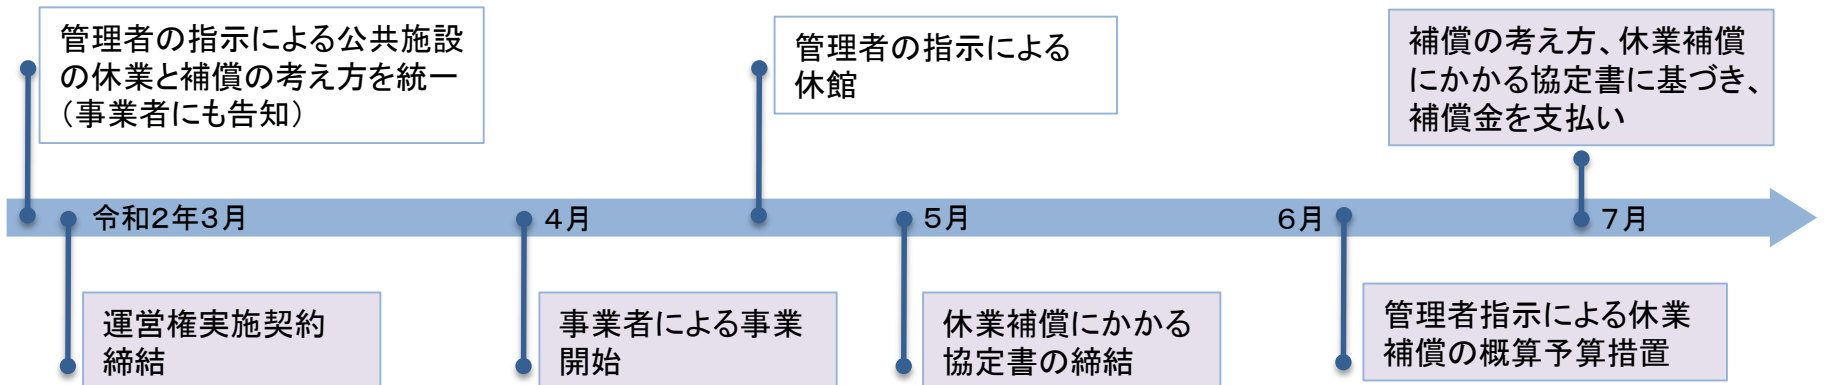 管理者の指示による公共施設
の休業と補償の考え方を統一
（事業者にも告知）
管理者の指示による
休館
補償の考え方、休業補償
にかかる協定書に基づき、
補償金を支払い
令和2年3月
4月
5月
6月
7月
運営権実施契約
締結
事業者による事業
開始
休業補償にかかる
協定書の締結
管理者指示による休業
補償の概算予算措置